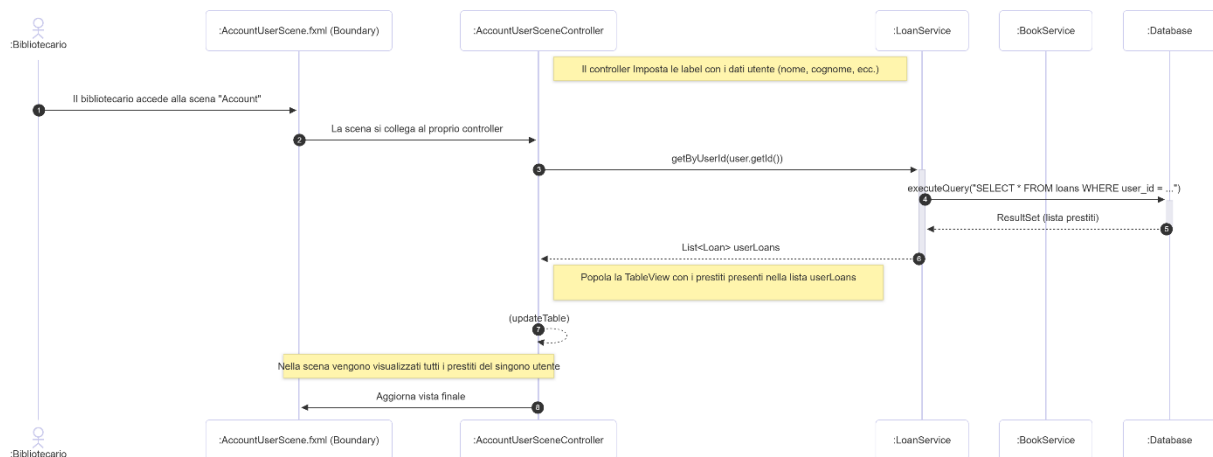 :Bibliotecario
:AccountUserScene.fxml (Boundary)
:AccountUserSceneController
:LoanService
:BookService
:Database
Il controller Imposta le label con i dati utente (nome, cognome, ecc.)
1
Il bibliotecario accede alla scena "Account"
2
La scena si collega al proprio controller
3
getByUserId(user.getId())
4
executeQuery("SELECT * FROM loans WHERE user_id = ...")
ResultSet (lista prestiti)
5
List<Loan> userLoans
6
Popola la TableView con i prestiti presenti nella lista userLoans
(updateTable)
7
Nella scena vengono visualizzati tutti i prestiti del singono utente
Aggiorna vista finale
8
:Bibliotecario
:AccountUserScene.fxml (Boundary)
:AccountUserSceneController
:LoanService
:BookService
:Database